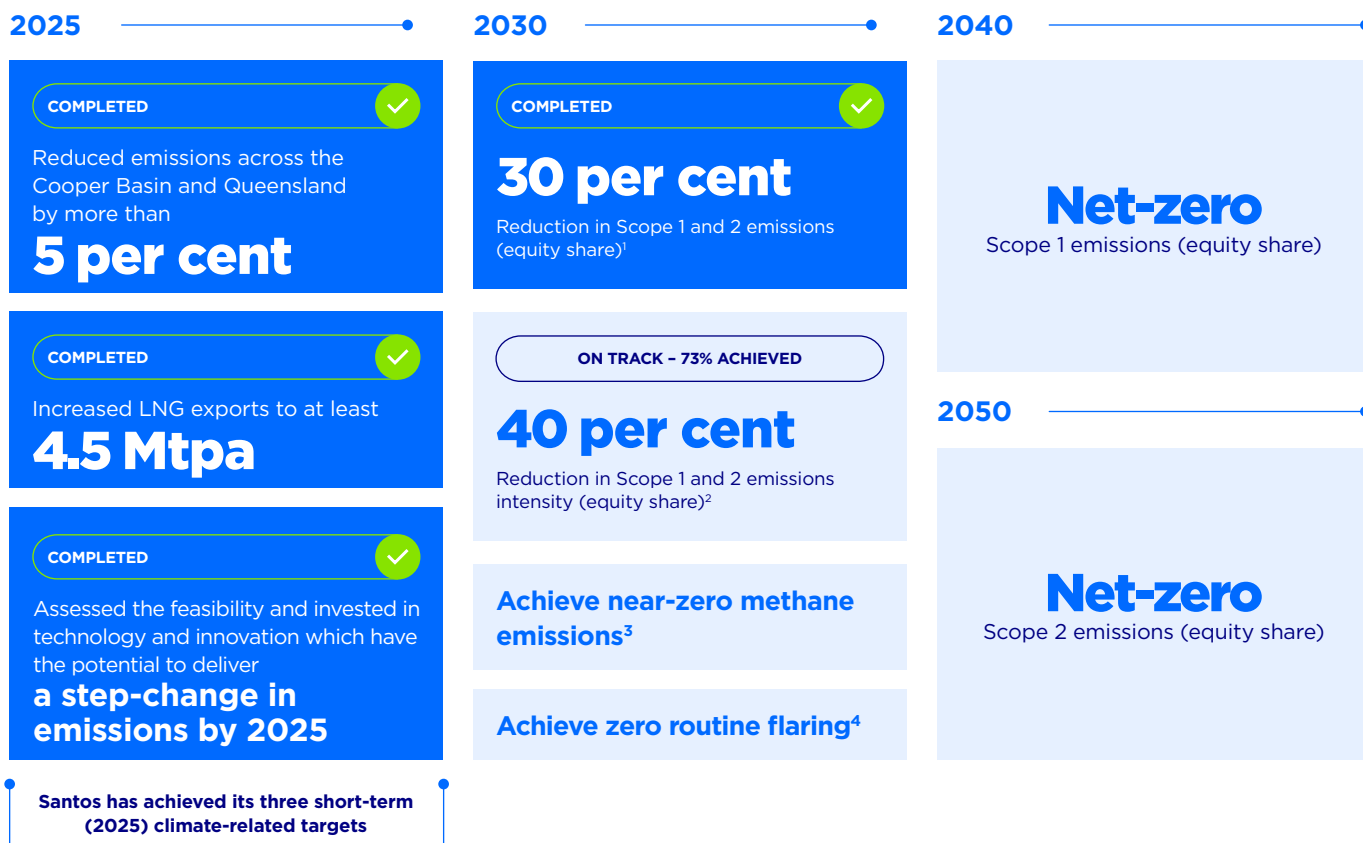 2025
COMPLETED
Reduced emissions across the
Cooper Basin and Queensland
by more than
5 per cent
COMPLETED
Increased LNG exports to at least
4.5 Mtpa
COMPLETED
Assessed the feasibility and invested in
technology and innovation which have
the potential to deliver
a step-change in
emissions by 2025
Santos has achieved its three short-term
(2025) climate-related targets
2030
COMPLETED
30 per cent
Reduction in Scope 1 and 2 emissions
(equity share)¹
ON TRACK – 73% ACHIEVED
40 per cent
Reduction in Scope 1 and 2 emissions
intensity (equity share)²
Achieve near-zero methane
emissions³
Achieve zero routine flaring⁴
2040
Net-zero
Scope 1 emissions (equity share)
2050
Net-zero
Scope 2 emissions (equity share)